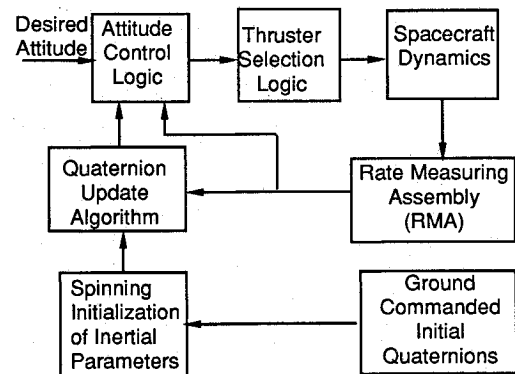 Desired
Attitude
Attitude
Control
Logic
Thruster
Selection
Logic
Spacecraft
Dynamics
Quaternion
Update
Algorithm
Rate Measuring
Assembly
(RMA)
Spinning
Initialization
of Inertial
Parameters
Ground
Commanded
Initial
Quaternions